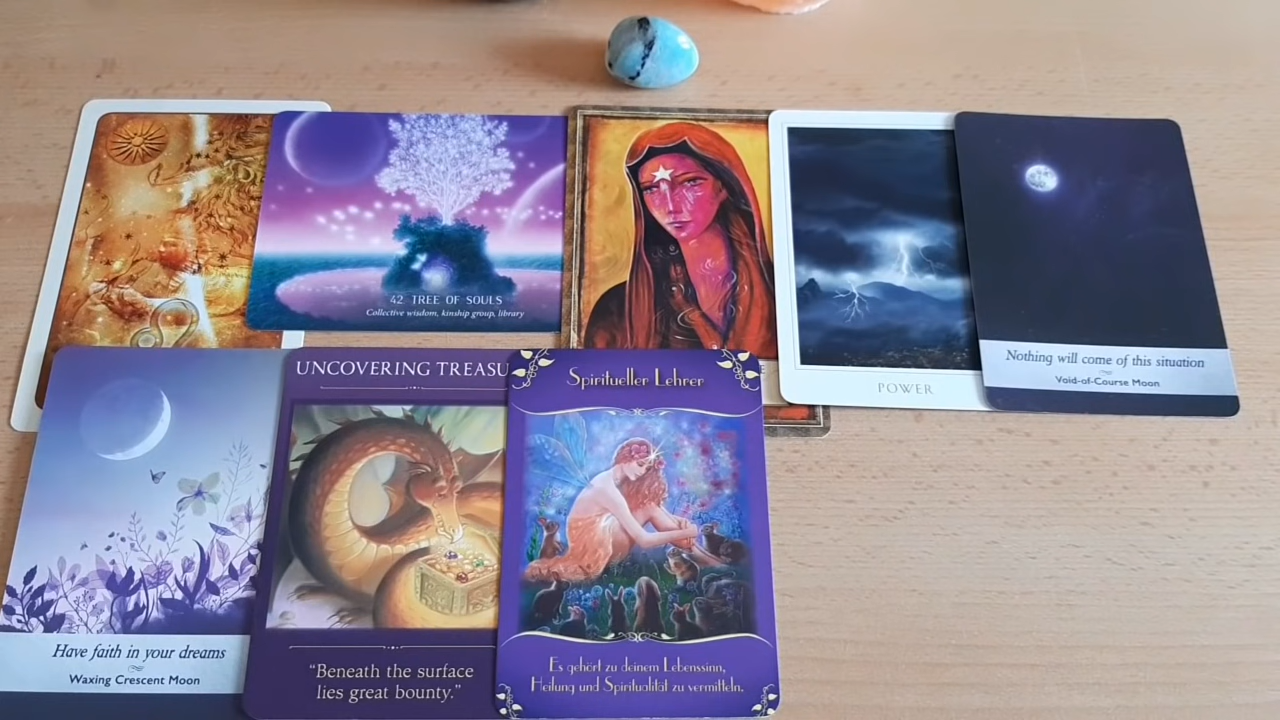 42 TREE OF SOULS
Collective wisdom, kinship group, library
POWER
Nothing will come of this situation
Void-of-Course Moon
Have faith in your dreams
Waxing Crescent Moon
UNCOVERING TREASU
“Beneath the surface
lies great bounty.”
Spiritueller Lehrer
Es gehört zu deinem Lebenssinn,
Heilung und Spiritualität zu vermitteln.